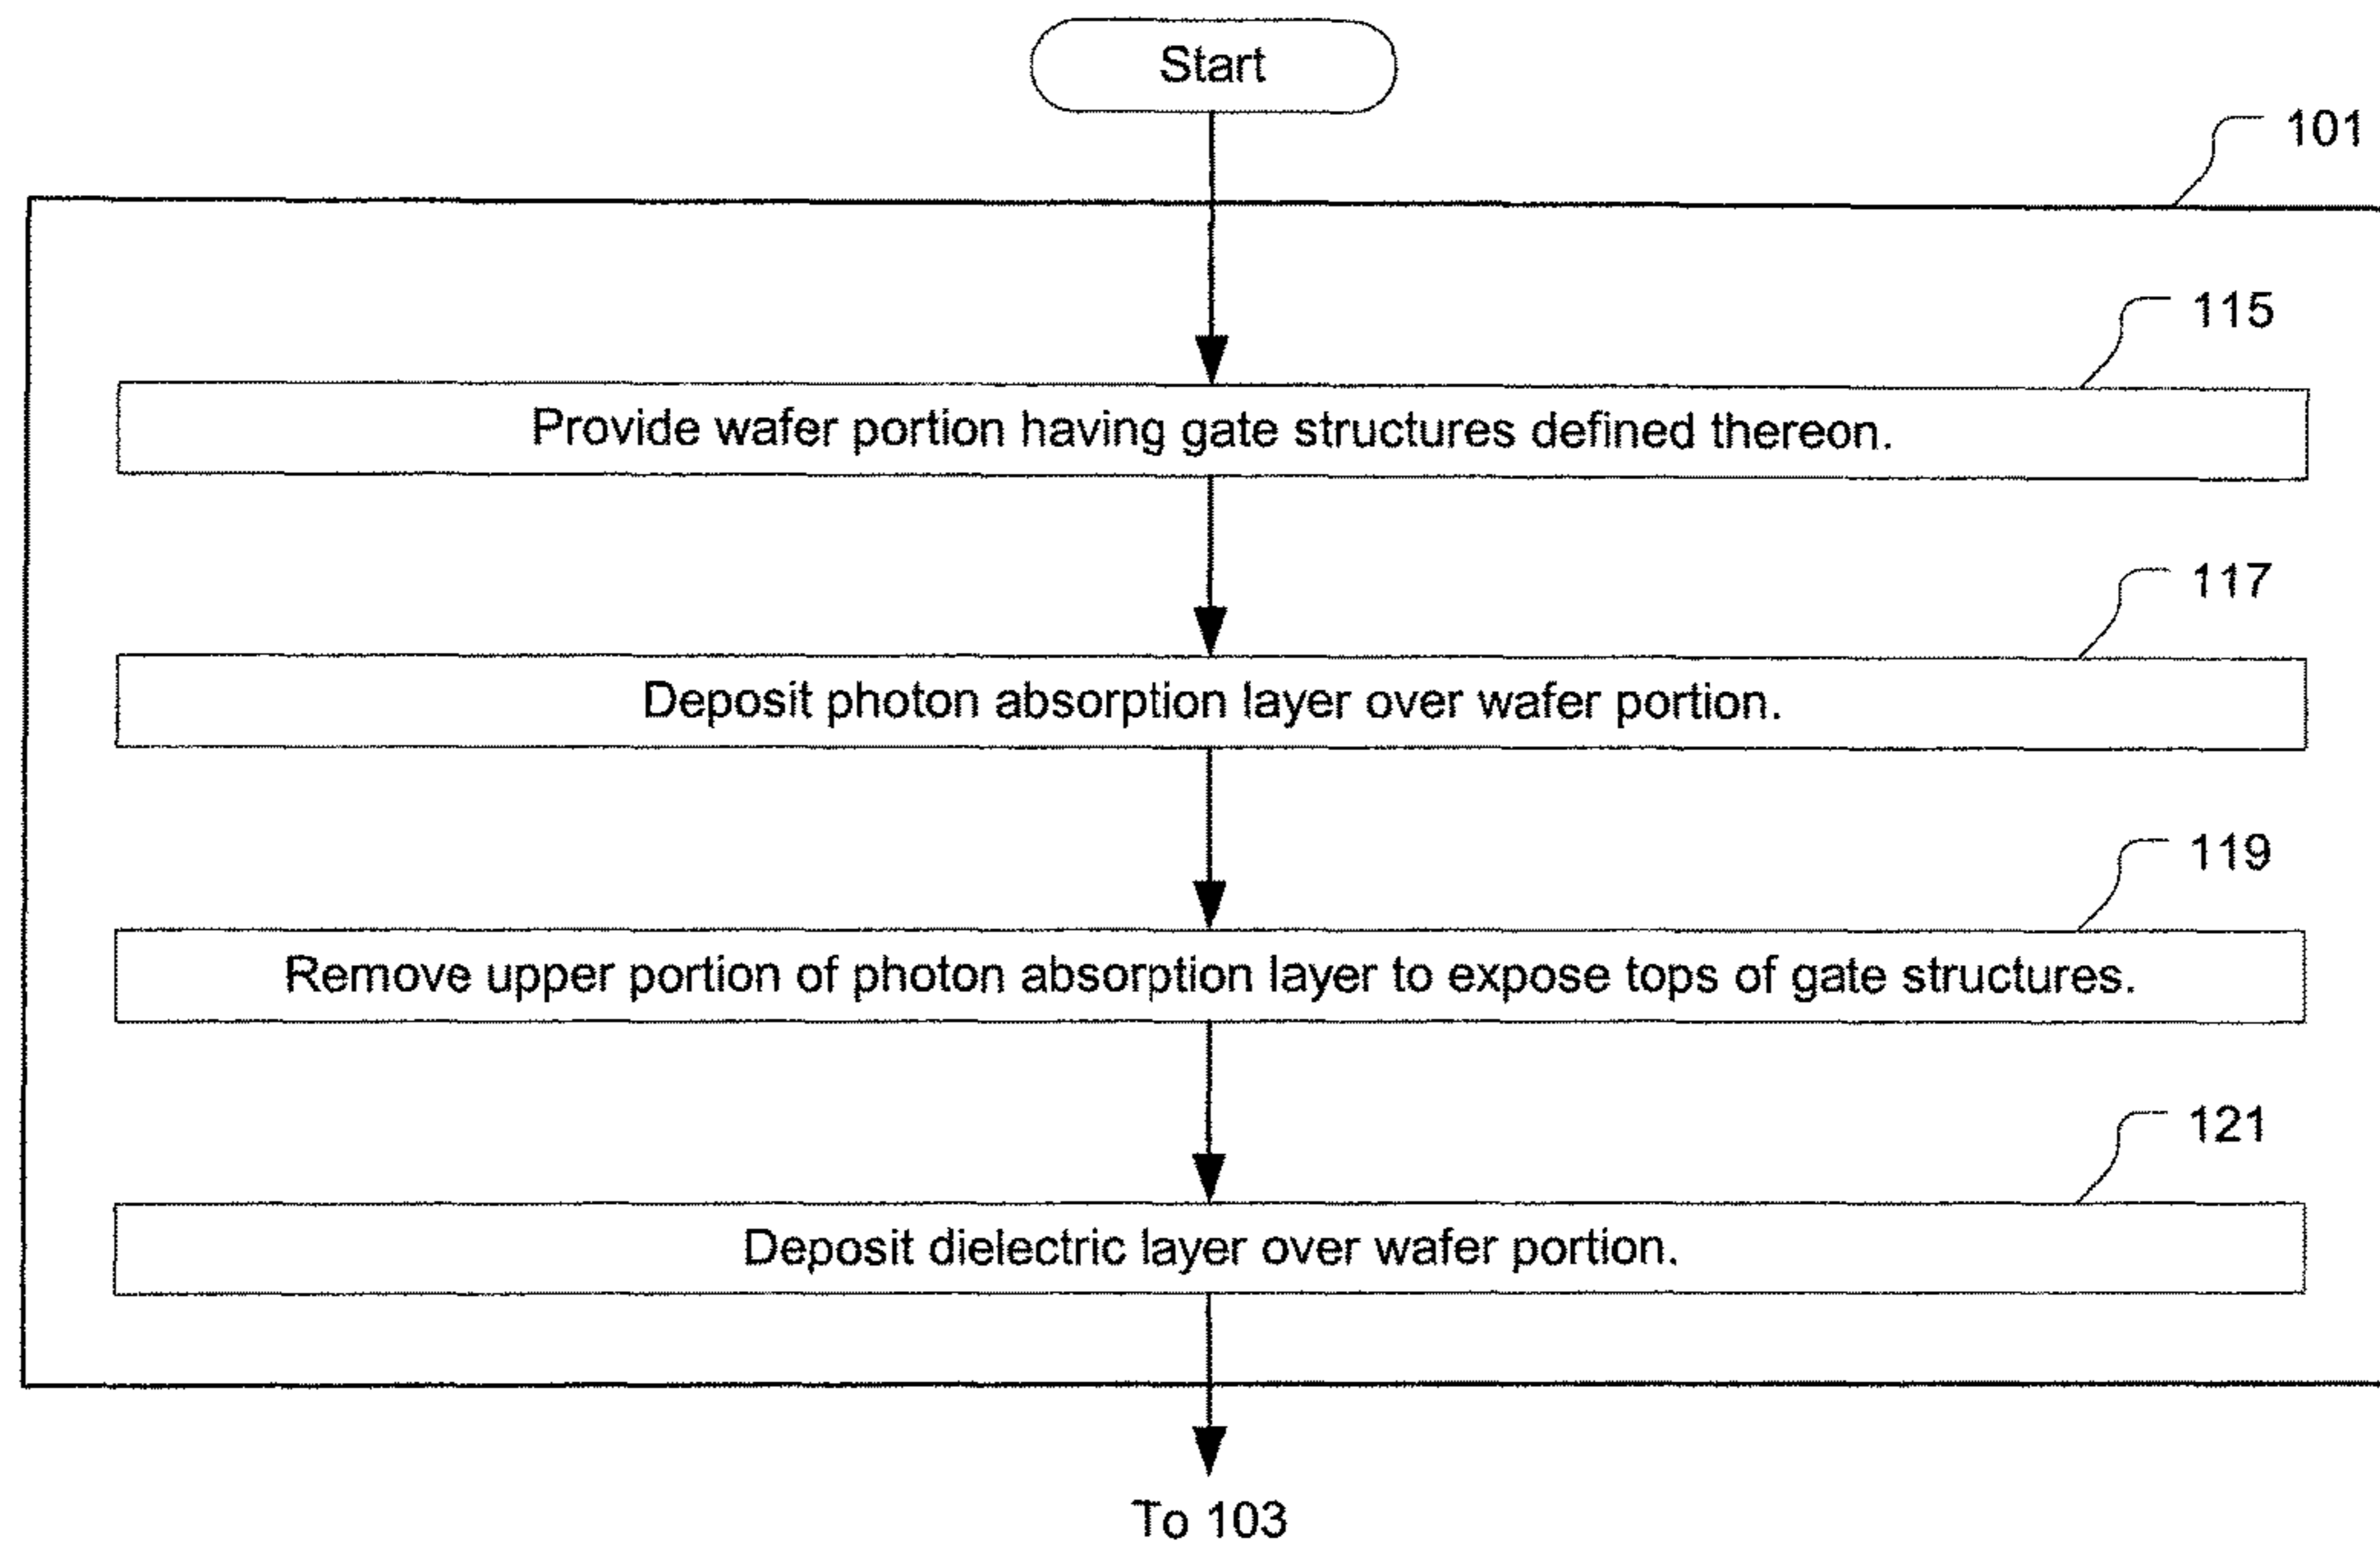 Start
101
115
Provide wafer portion having gate structures defined thereon.
117
Deposit photon absorption layer over wafer portion.
119
Remove upper portion of photon absorption layer to expose tops of gate structures.
121
Deposit dielectric layer over wafer portion.
To 103